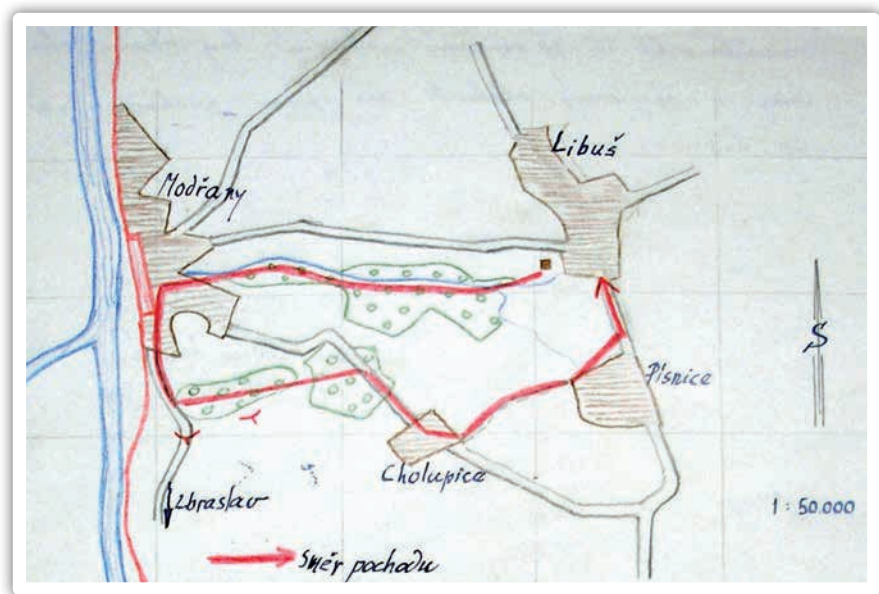 Libuš
Modřany
S
Písnice
Cholupice
Zbraslav
1 : 50.000
Směr pochodu